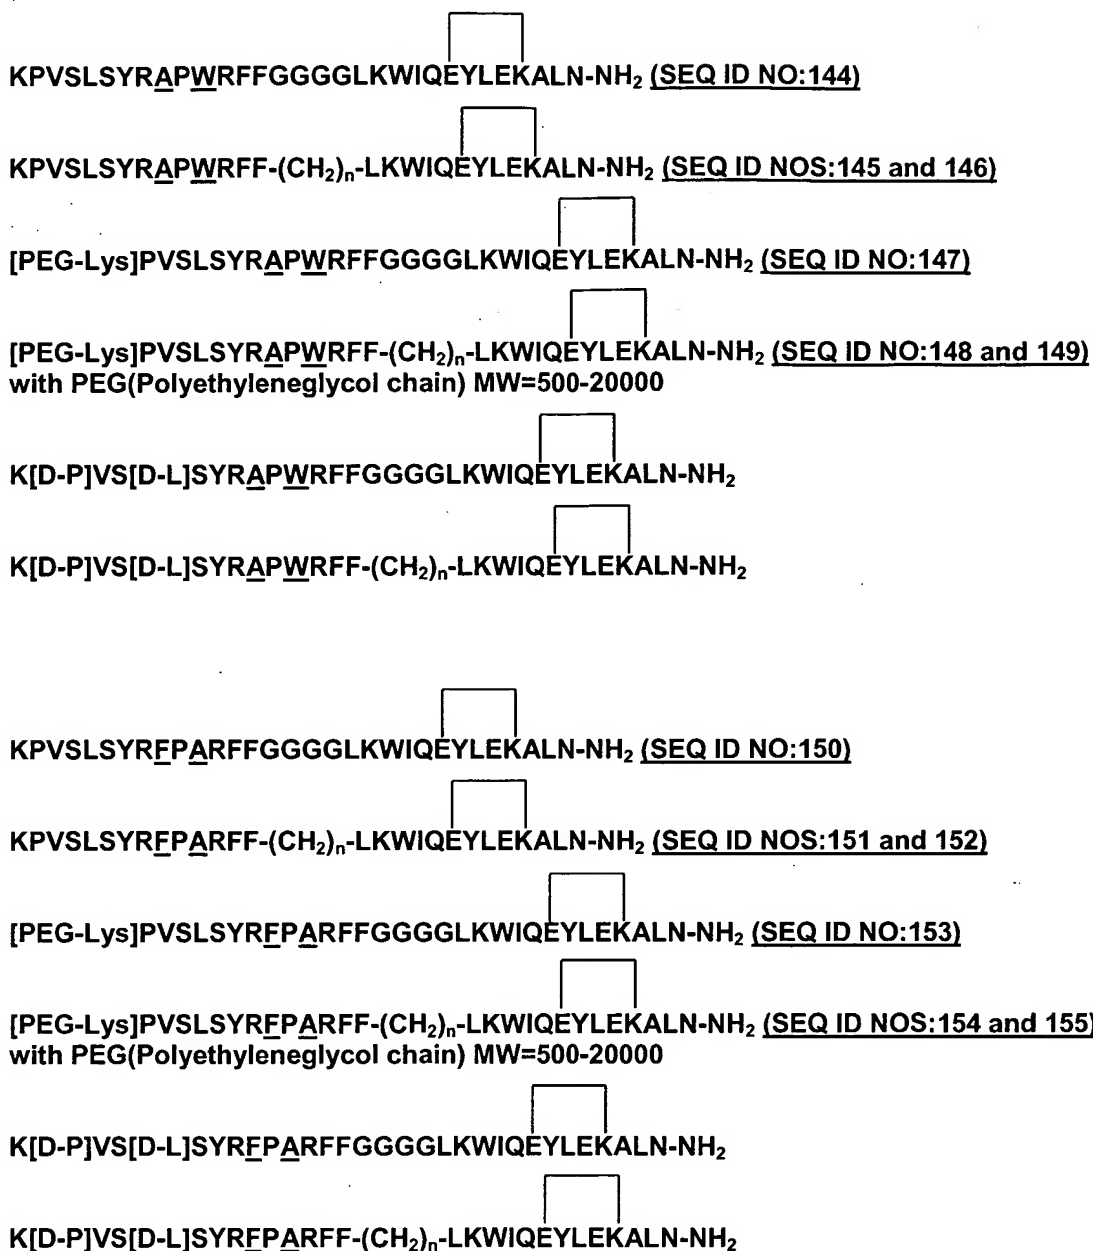 KPVSLSYRAPWRFFGGGGLKWIQEYLEKALN-NH₂ (SEQ ID NO:144)
KPVSLSYRAPWRFF-(CH₂)ₙ-LKWIQEYLEKALN-NH₂ (SEQ ID NOS:145 and 146)
[PEG-Lys]PVSLSYRAPWRFFGGGGLKWIQEYLEKALN-NH₂ (SEQ ID NO:147)
[PEG-Lys]PVSLSYRAPWRFF-(CH₂)ₙ-LKWIQEYLEKALN-NH₂ (SEQ ID NO:148 and 149)
with PEG(Polyethyleneglycol chain) MW=500-20000
K[D-P]VS[D-L]SYRAPWRFFGGGGLKWIQEYLEKALN-NH₂
K[D-P]VS[D-L]SYRAPWRFF-(CH₂)ₙ-LKWIQEYLEKALN-NH₂
KPVSLSYRFPARFFGGGGLKWIQEYLEKALN-NH₂ (SEQ ID NO:150)
KPVSLSYRFPARFF-(CH₂)ₙ-LKWIQEYLEKALN-NH₂ (SEQ ID NOS:151 and 152)
[PEG-Lys]PVSLSYRFPARFFGGGGLKWIQEYLEKALN-NH₂ (SEQ ID NO:153)
[PEG-Lys]PVSLSYRFPARFF-(CH₂)ₙ-LKWIQEYLEKALN-NH₂ (SEQ ID NOS:154 and 155)
with PEG(Polyethyleneglycol chain) MW=500-20000
K[D-P]VS[D-L]SYRFPARFFGGGGLKWIQEYLEKALN-NH₂
K[D-P]VS[D-L]SYRFPARFF-(CH₂)ₙ-LKWIQEYLEKALN-NH₂